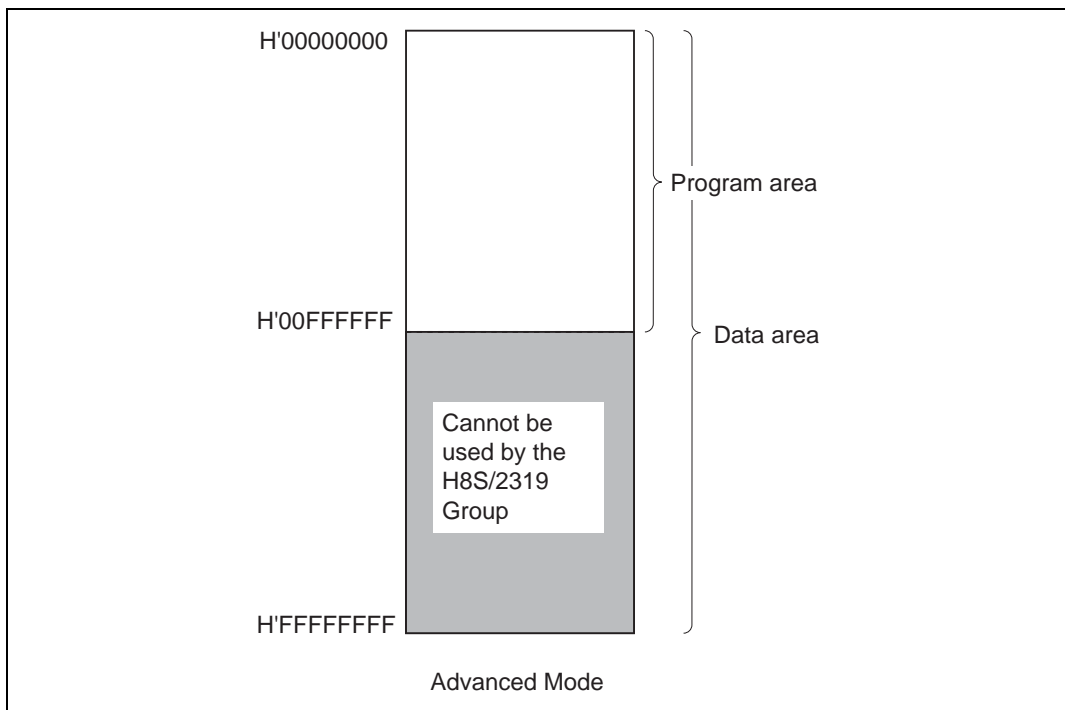 H'00000000
Program area
H'00FFFFFF
Data area
Cannot be
used by the
H8S/2319
Group
H'FFFFFFFF
Advanced Mode